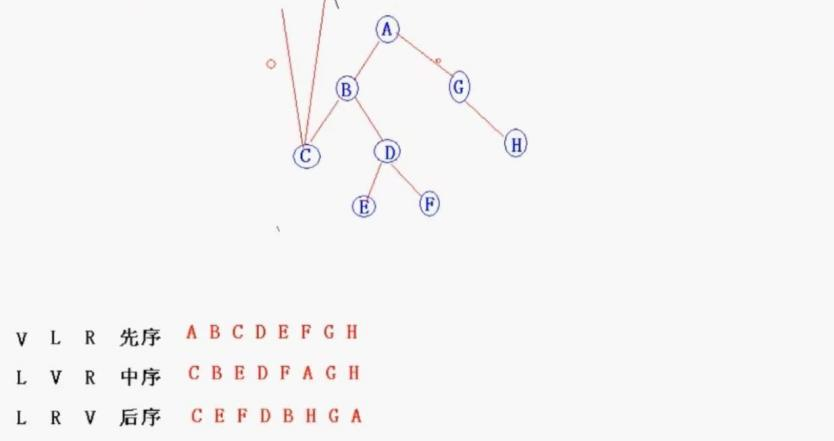 A
B
G
C
D
H
E
F
V L R 先序 A B C D E F G H
L V R 中序 C B E D F A G H
L R V 后序 C E F D B H G A